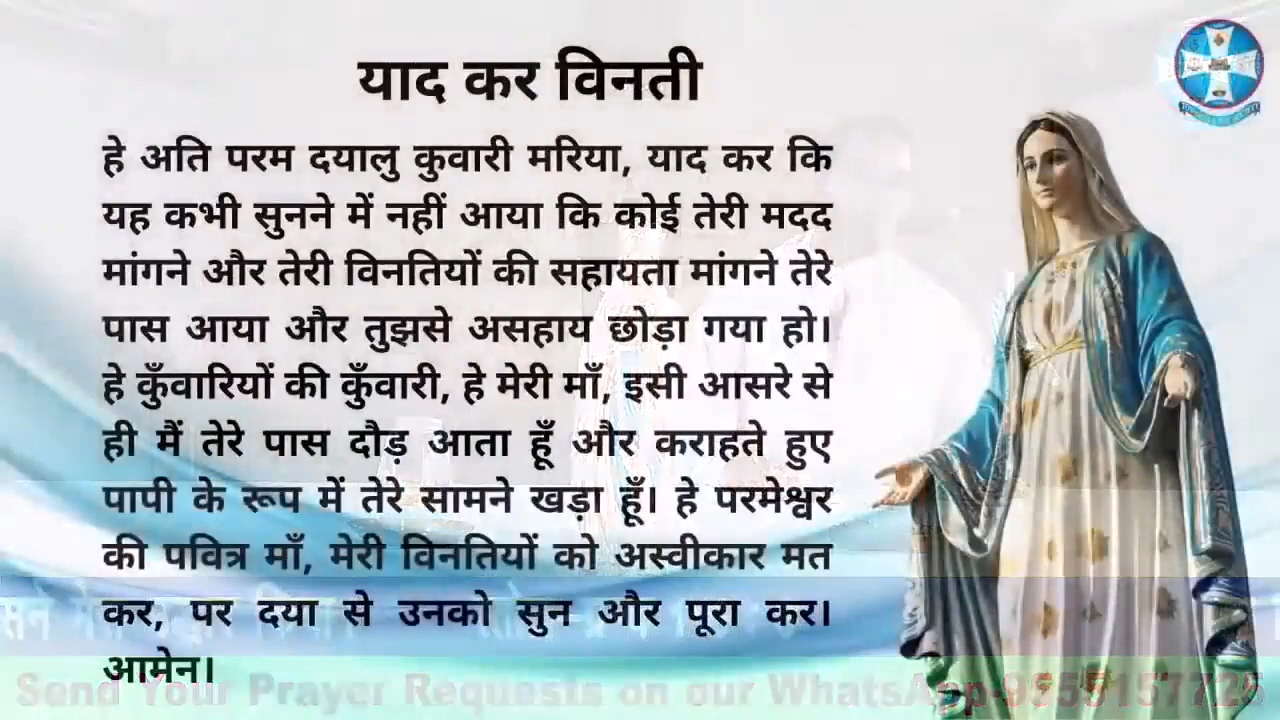 याद कर विनती
हे अति परम दयालु कुवारी मरिया, याद कर कि
यह कभी सुनने में नहीं आया कि कोई तेरी मदद
मांगने और तेरी विनतियों की सहायता मांगने तेरे
पास आया और तुझसे असहाय छोड़ा गया हो।
हे कुँवारियों की कुँवारी, हे मेरी माँ, इसी आसरे से
ही मैं तेरे पास दौड़ आता हूँ और कराहते हुए
पापी के रूप में तेरे सामने खड़ा हूँ। हे परमेश्वर
की पवित्र माँ, मेरी विनतियों को अस्वीकार मत
कर, पर दया से उनको सुन और पूरा कर।
आमेन।
Send Your Prayer Requests on our WhatsApp-9555157725